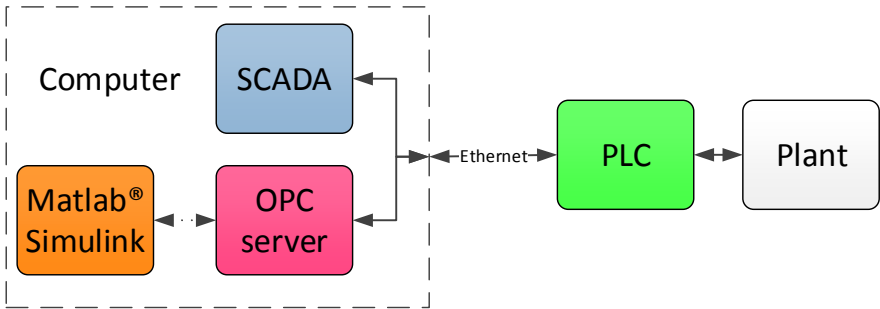 Computer
SCADA
Matlab®
Simulink
OPC
server
Ethernet
PLC
Plant